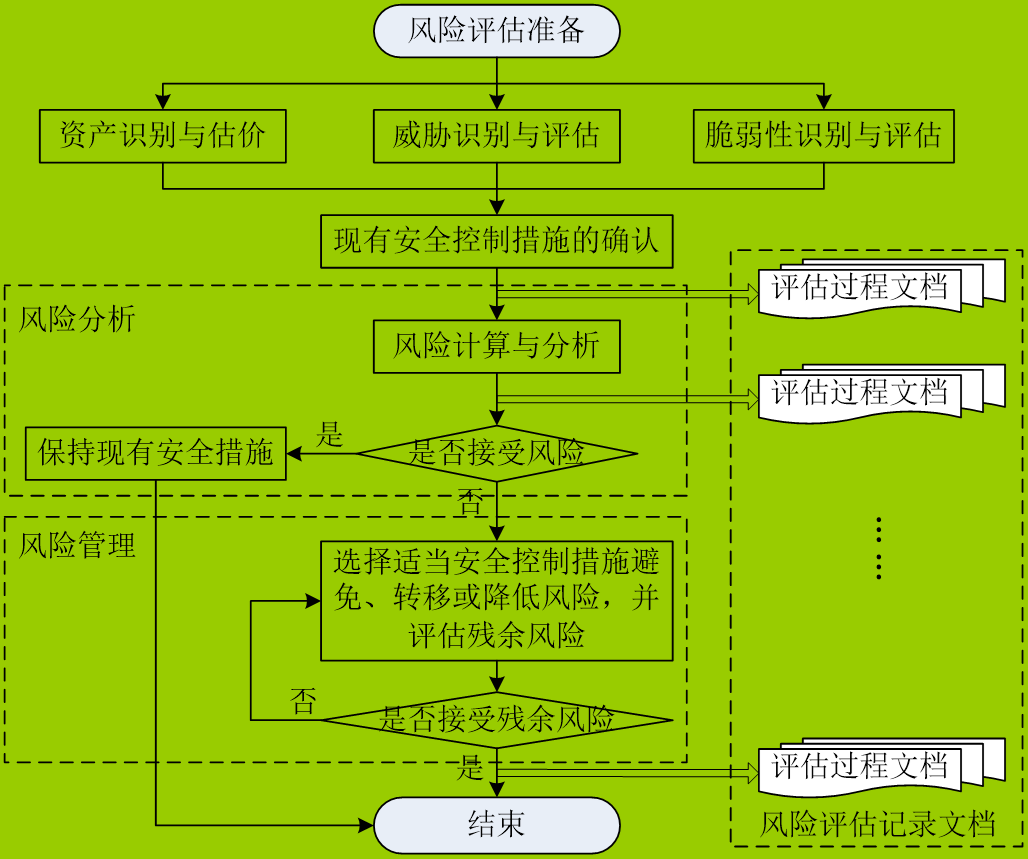 风险评估准备
资产识别与估价
威胁识别与评估
脆弱性识别与评估
现有安全控制措施的确认
评估过程文档
风险分析
风险计算与分析
评估过程文档
是
保持现有安全措施
是否接受风险
否
风险管理
选择适当安全控制措施避
免、转移或降低风险，并
评估残余风险
……
否
是否接受残余风险
是
评估过程文档
结束
风险评估记录文档